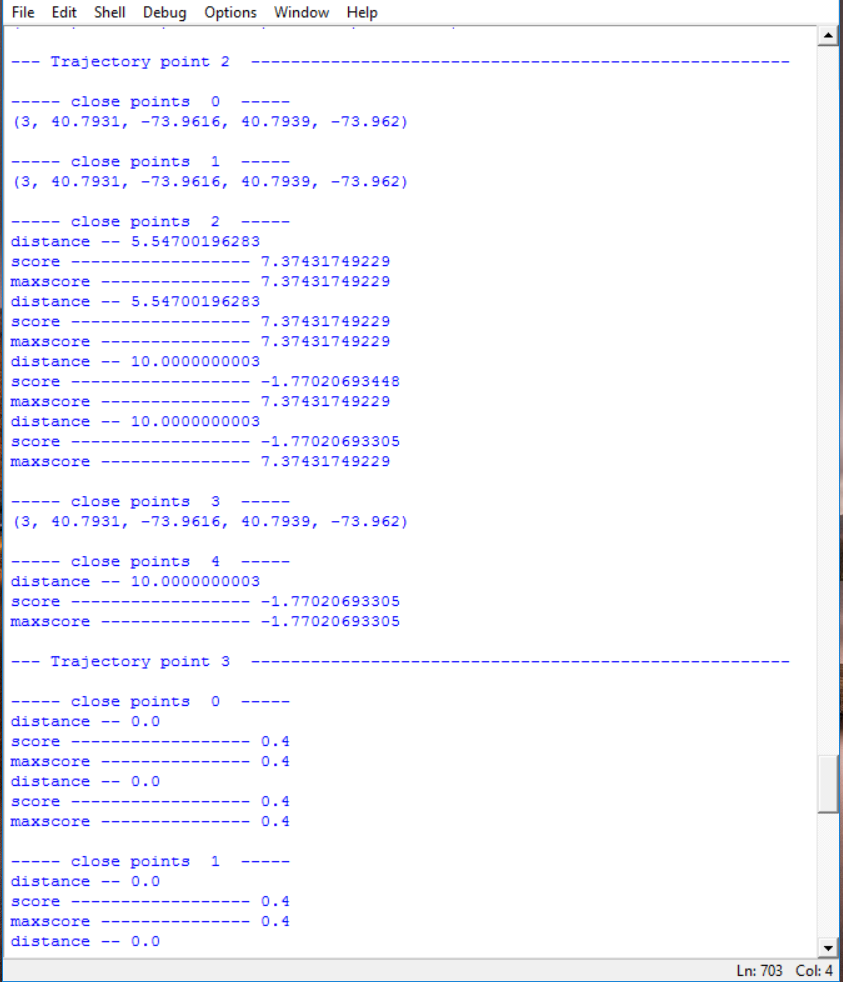 File Edit Shell Debug Options Window Help
--- Trajectory point 2 ------------------------------------------------------
----- close points  0  -----
(3, 40.7931, -73.9616, 40.7939, -73.962)
----- close points  1  -----
(3, 40.7931, -73.9616, 40.7939, -73.962)
----- close points  2  -----
distance -- 5.54700196283
score ------------------ 7.37431749229
maxscore --------------- 7.37431749229
distance -- 5.54700196283
score ------------------ 7.37431749229
maxscore --------------- 7.37431749229
distance -- 10.0000000003
score ------------------ -1.77020693448
maxscore --------------- 7.37431749229
distance -- 10.0000000003
score ------------------ -1.77020693305
maxscore --------------- 7.37431749229
----- close points  3  -----
(3, 40.7931, -73.9616, 40.7939, -73.962)
----- close points  4  -----
distance -- 10.0000000003
score ------------------ -1.77020693305
maxscore --------------- -1.77020693305
--- Trajectory point 3 ------------------------------------------------------
----- close points  0  -----
distance -- 0.0
score ------------------ 0.4
maxscore --------------- 0.4
distance -- 0.0
score ------------------ 0.4
maxscore --------------- 0.4
----- close points  1  -----
distance -- 0.0
score ------------------ 0.4
maxscore --------------- 0.4
distance -- 0.0
Ln: 703 Col: 4